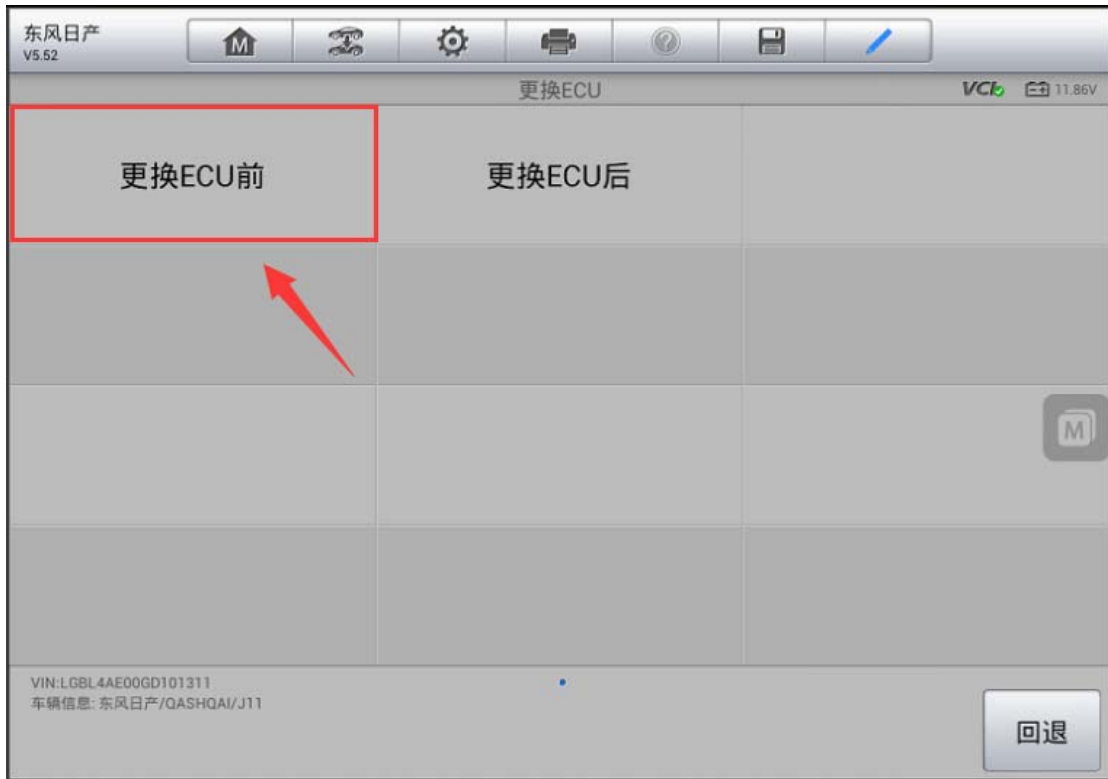 东风日产
V5.52
更换ECU
VCI
11.86V
更换ECU前
更换ECU后
M
VIN:LGBL4AE00GD101311
车辆信息: 东风日产/QASHQAI/J11
回退